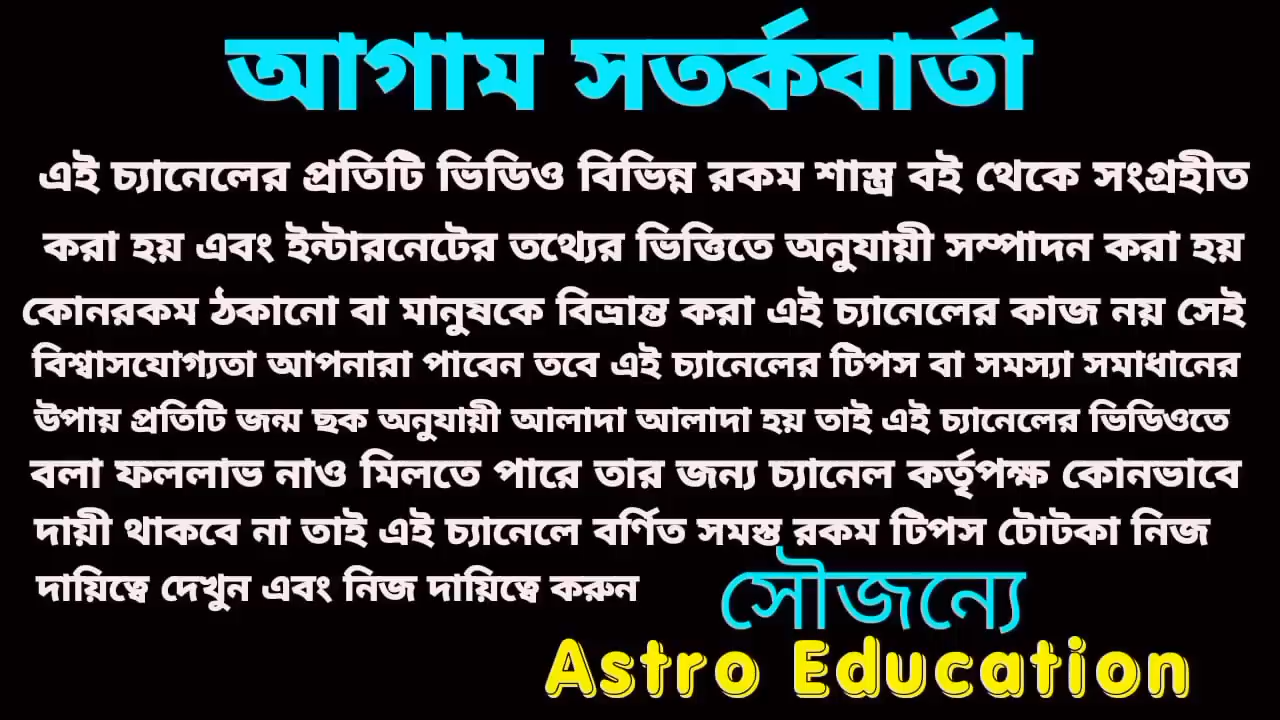 আগাম সতর্কবার্তা
এই চ্যানেলের প্রতিটি ভিডিও বিভিন্ন রকম শাস্ত্র বই থেকে সংগ্রহীত
করা হয় এবং ইন্টারনেটের তথ্যের ভিত্তিতে অনুযায়ী সম্পাদন করা হয়
কোনরকম ঠকানো বা মানুষকে বিভ্রান্ত করা এই চ্যানেলের কাজ নয় সেই
বিশ্বাসযোগ্যতা আপনারা পাবেন তবে এই চ্যানেলের টিপস বা সমস্যা সমাধানের
উপায় প্রতিটি জন্ম ছক অনুযায়ী আলাদা আলাদা হয় তাই এই চ্যানেলের ভিডিওতে
বলা ফললাভ নাও মিলতে পারে তার জন্য চ্যানেল কর্তৃপক্ষ কোনভাবে
দায়ী থাকবে না তাই এই চ্যানেলে বর্ণিত সমস্ত রকম টিপস টোটকা নিজ
দায়িত্বে দেখুন এবং নিজ দায়িত্বে করুন
সৌজন্যে
Astro Education